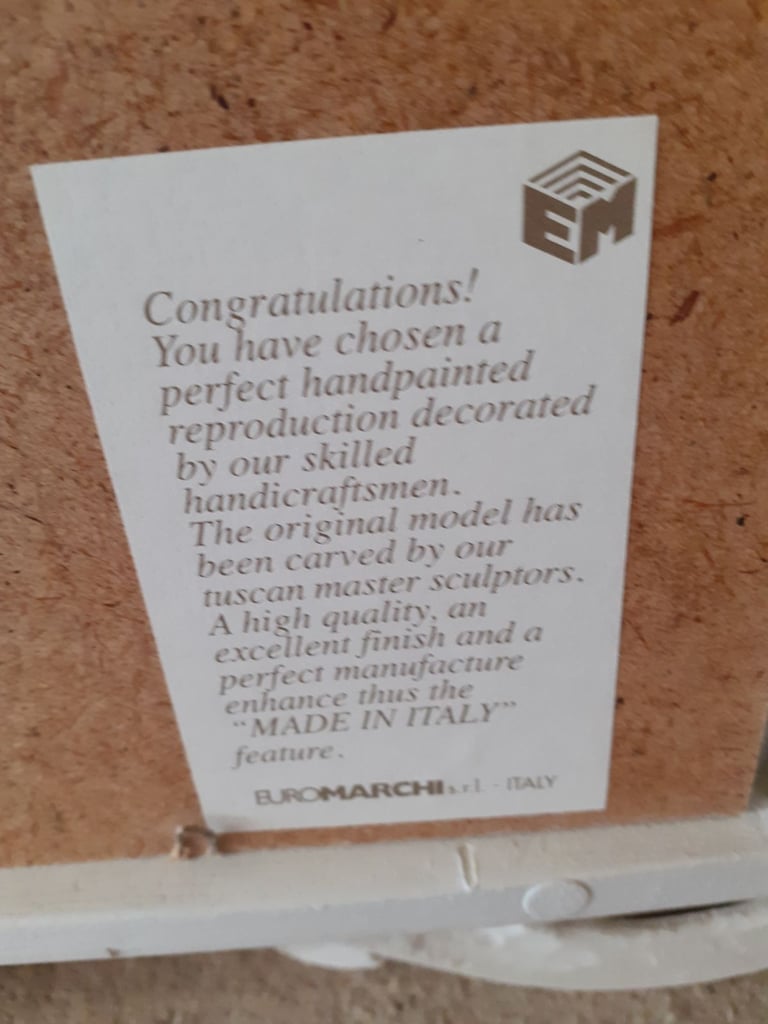 EM
Congratulations!
You have chosen a
perfect handpainted
reproduction decorated
by our skilled
handicraftsmen.
The original model has
been carved by our
tuscan master sculptors.
A high quality, an
excellent finish and a
perfect manufacture
enhance thus the
“MADE IN ITALY”
feature.
EUROMARCHI s.r.l. - ITALY